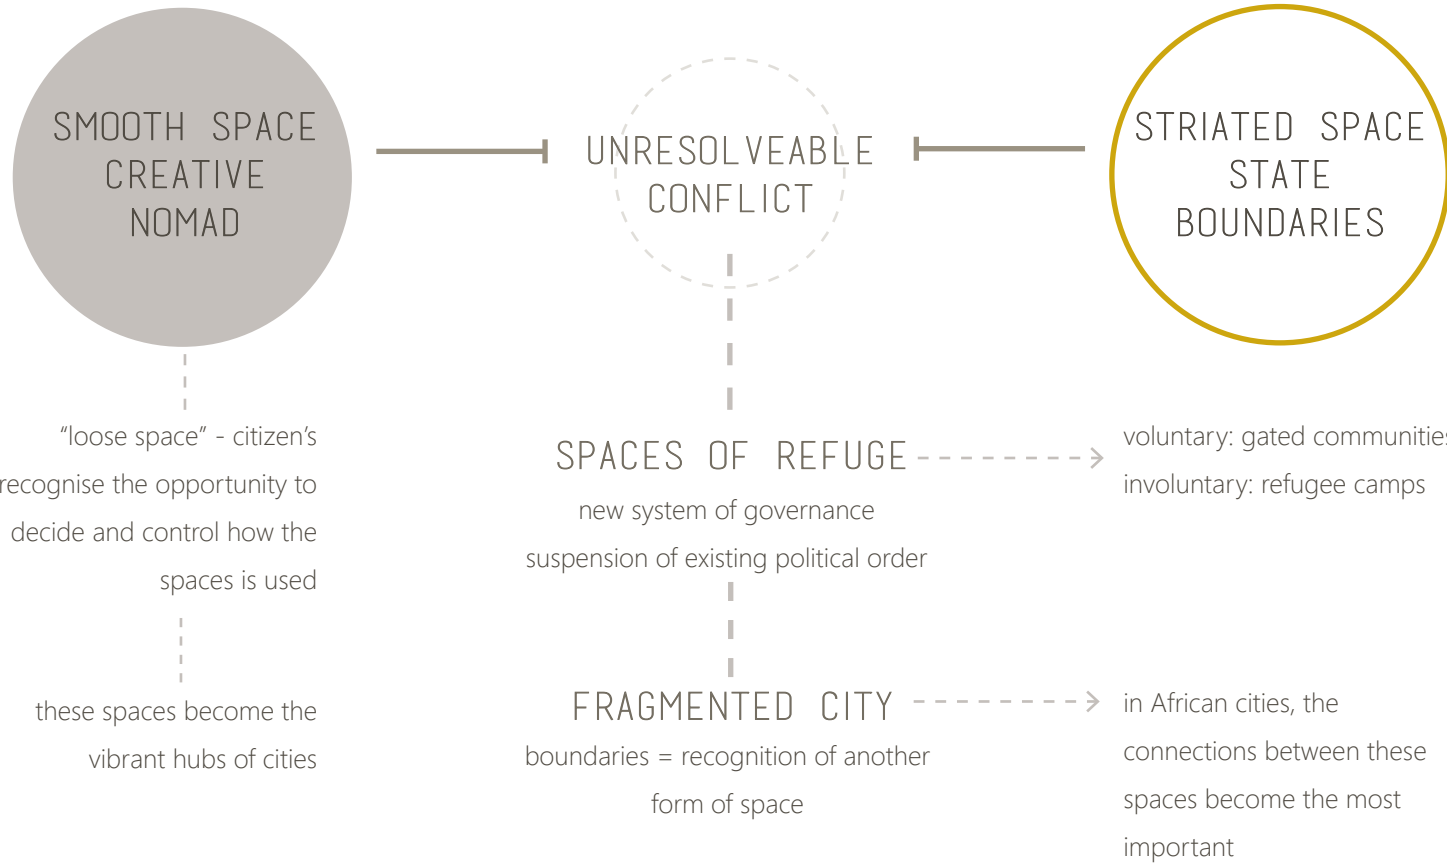 SMOOTH SPACE
CREATIVE
NOMAD
UNRESOLVEABLE
CONFLICT
STRIATED SPACE
STATE
BOUNDARIES
“loose space” - citizen’s
recognise the opportunity to
decide and control how the
spaces is used
these spaces become the
vibrant hubs of cities
SPACES OF REFUGE
new system of governance
suspension of existing political order
voluntary: gated communities
involuntary: refugee camps
FRAGMENTED CITY
boundaries = recognition of another
form of space
in African cities, the
connections between these
spaces become the most
important